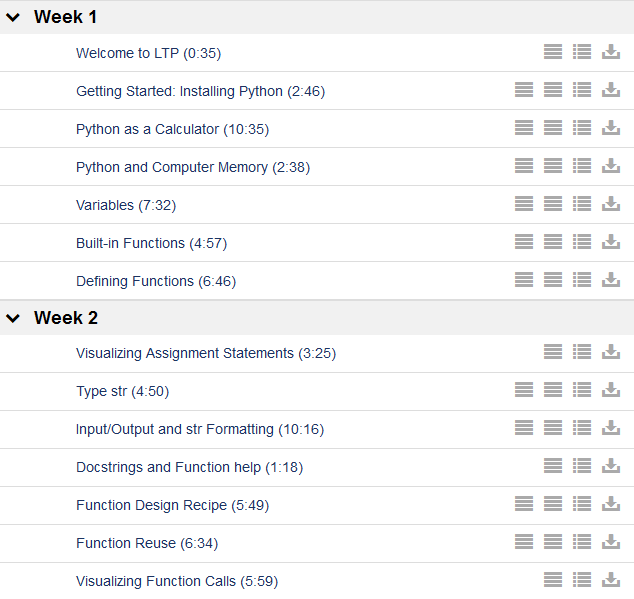 Week 1
Welcome to LTP (0:35)
Getting Started: Installing Python (2:46)
Python as a Calculator (10:35)
Python and Computer Memory (2:38)
Variables (7:32)
Built-in Functions (4:57)
Defining Functions (6:46)
Week 2
Visualizing Assignment Statements (3:25)
Type str (4:50)
Input/Output and str Formatting (10:16)
Docstrings and Function help (1:18)
Function Design Recipe (5:49)
Function Reuse (6:34)
Visualizing Function Calls (5:59)